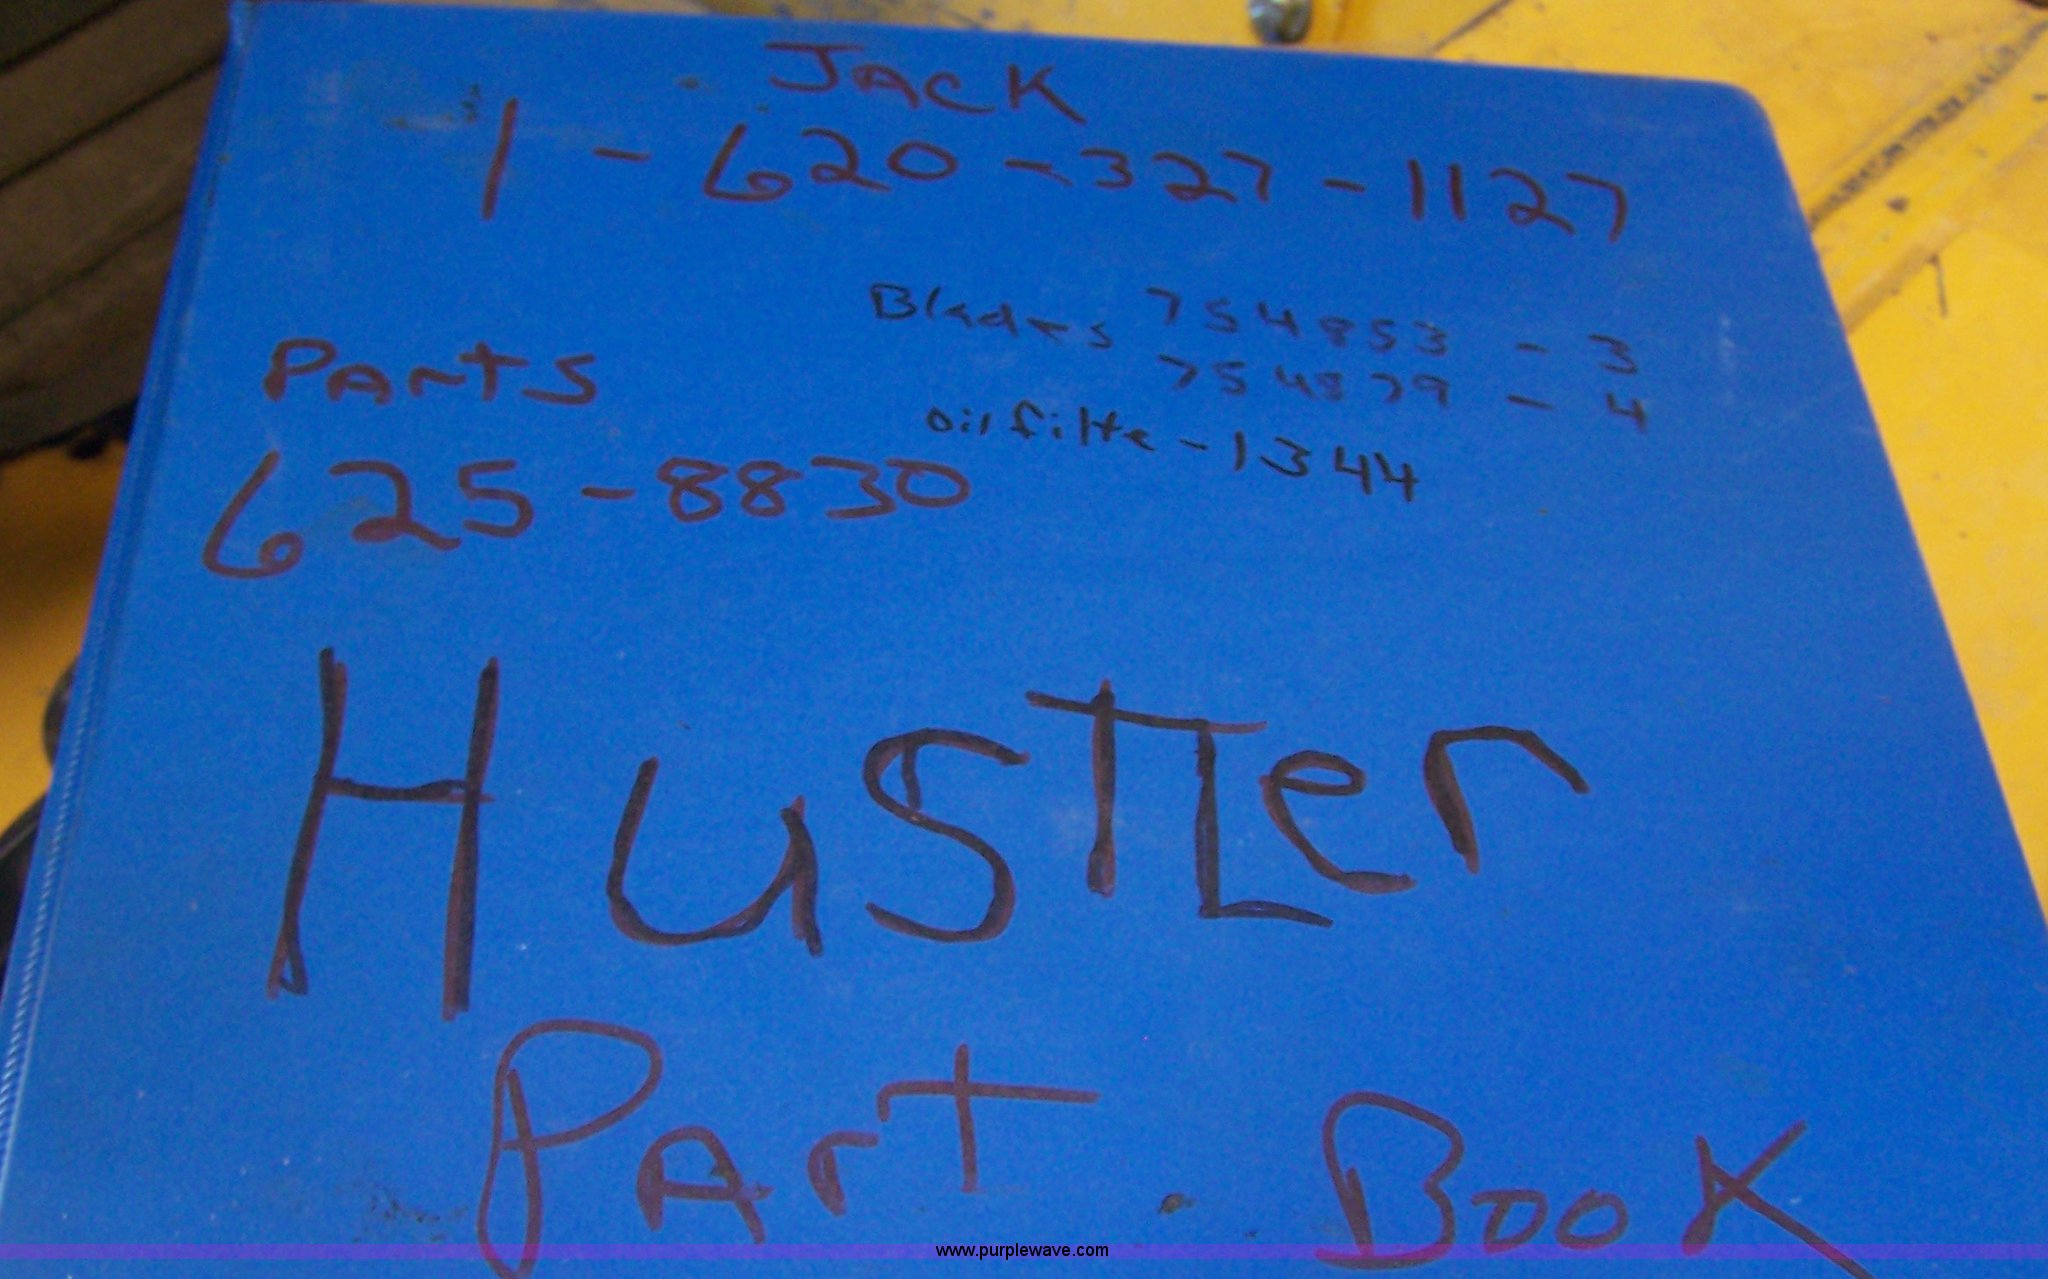 JACK
1 - 620 - 327 - 1127
Blades 754853 - 3
754879 - 4
oil filte - 1344
PArtS
625 - 8830
HusTLer
PArt BooK
www.purplewave.com